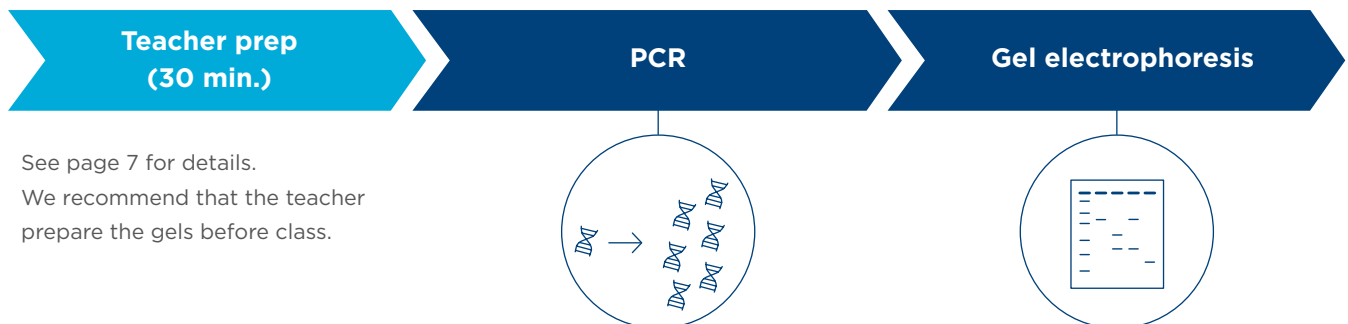 Teacher prep
(30 min.)
PCR
Gel electrophoresis
See page 7 for details.
We recommend that the teacher
prepare the gels before class.